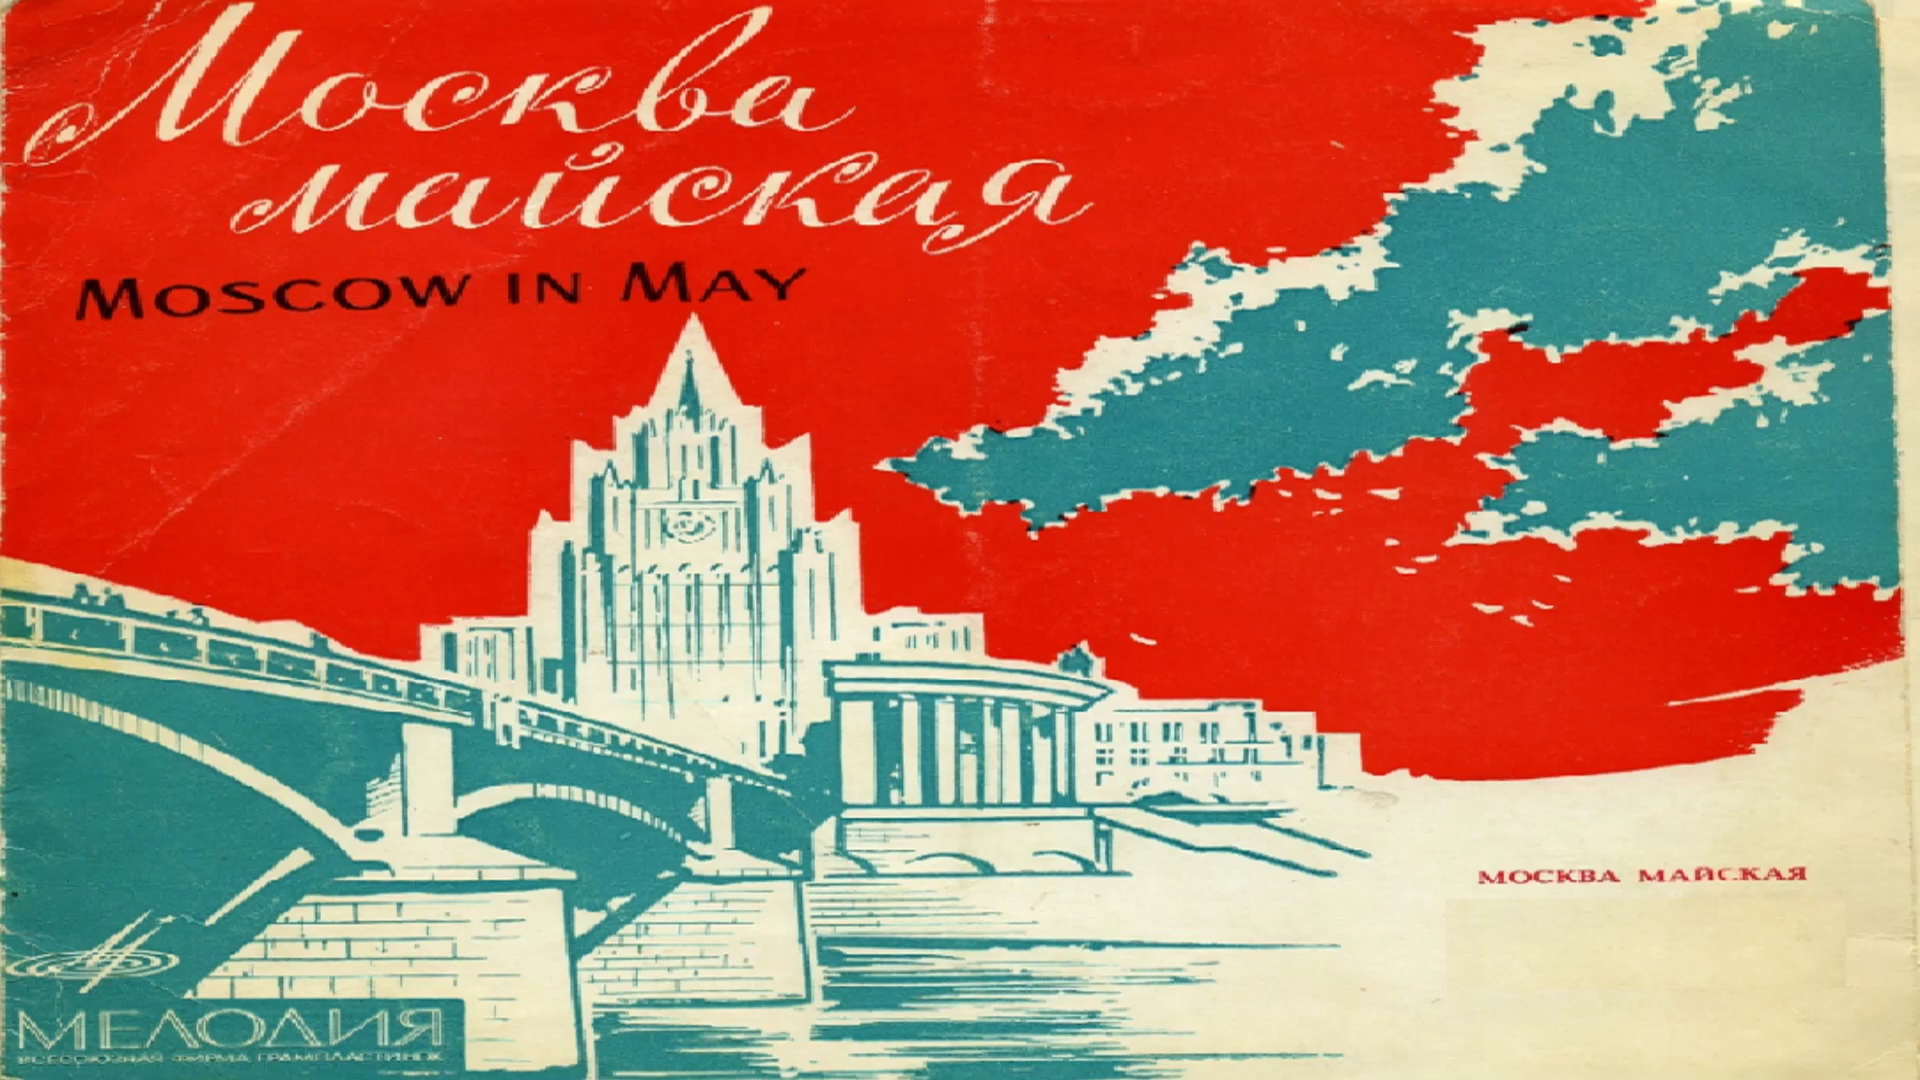 Москва
майская
MOSCOW IN MAY
МОСКВА МАЙСКАЯ
МЕЛОДИЯ
ВСЕСОЮЗНАЯ ФИРМА ГРАМПЛАСТИНОК